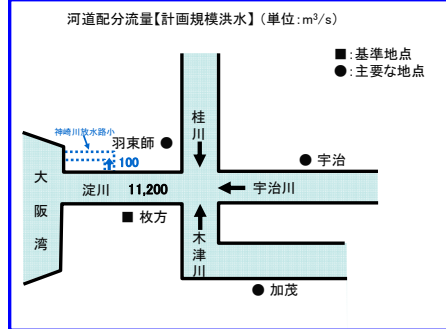 河道配分流量【計画規模洪水】(単位:m³/s)
■:基準地点
●:主要な地点
神崎川放水路小
羽束師 ●
100
桂川
● 宇治
大阪湾
淀川 11,200
宇治川
■ 枚方
木津川
● 加茂